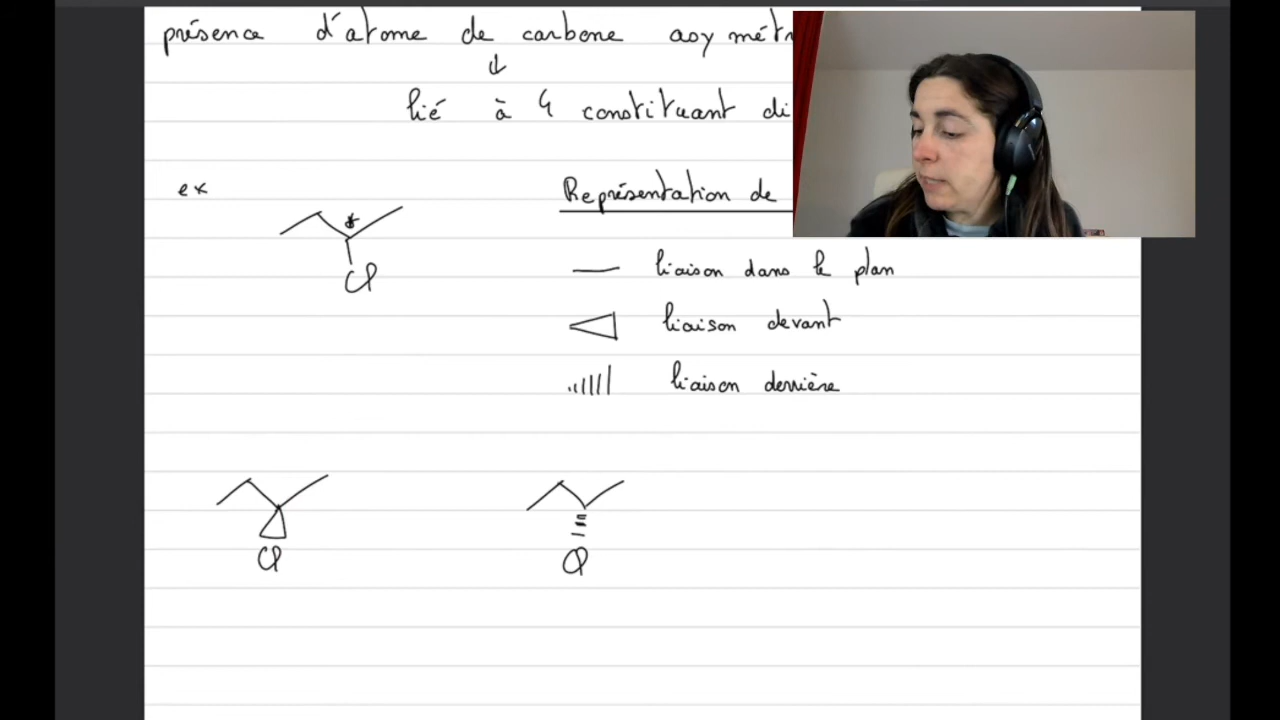 présence d'atome de carbone asymétr
↓
lié à 4 constituant di
ex
Représentation de
*
Cl
liaison dans le plan
liaison devant
liaison derrière
Cl
Cl